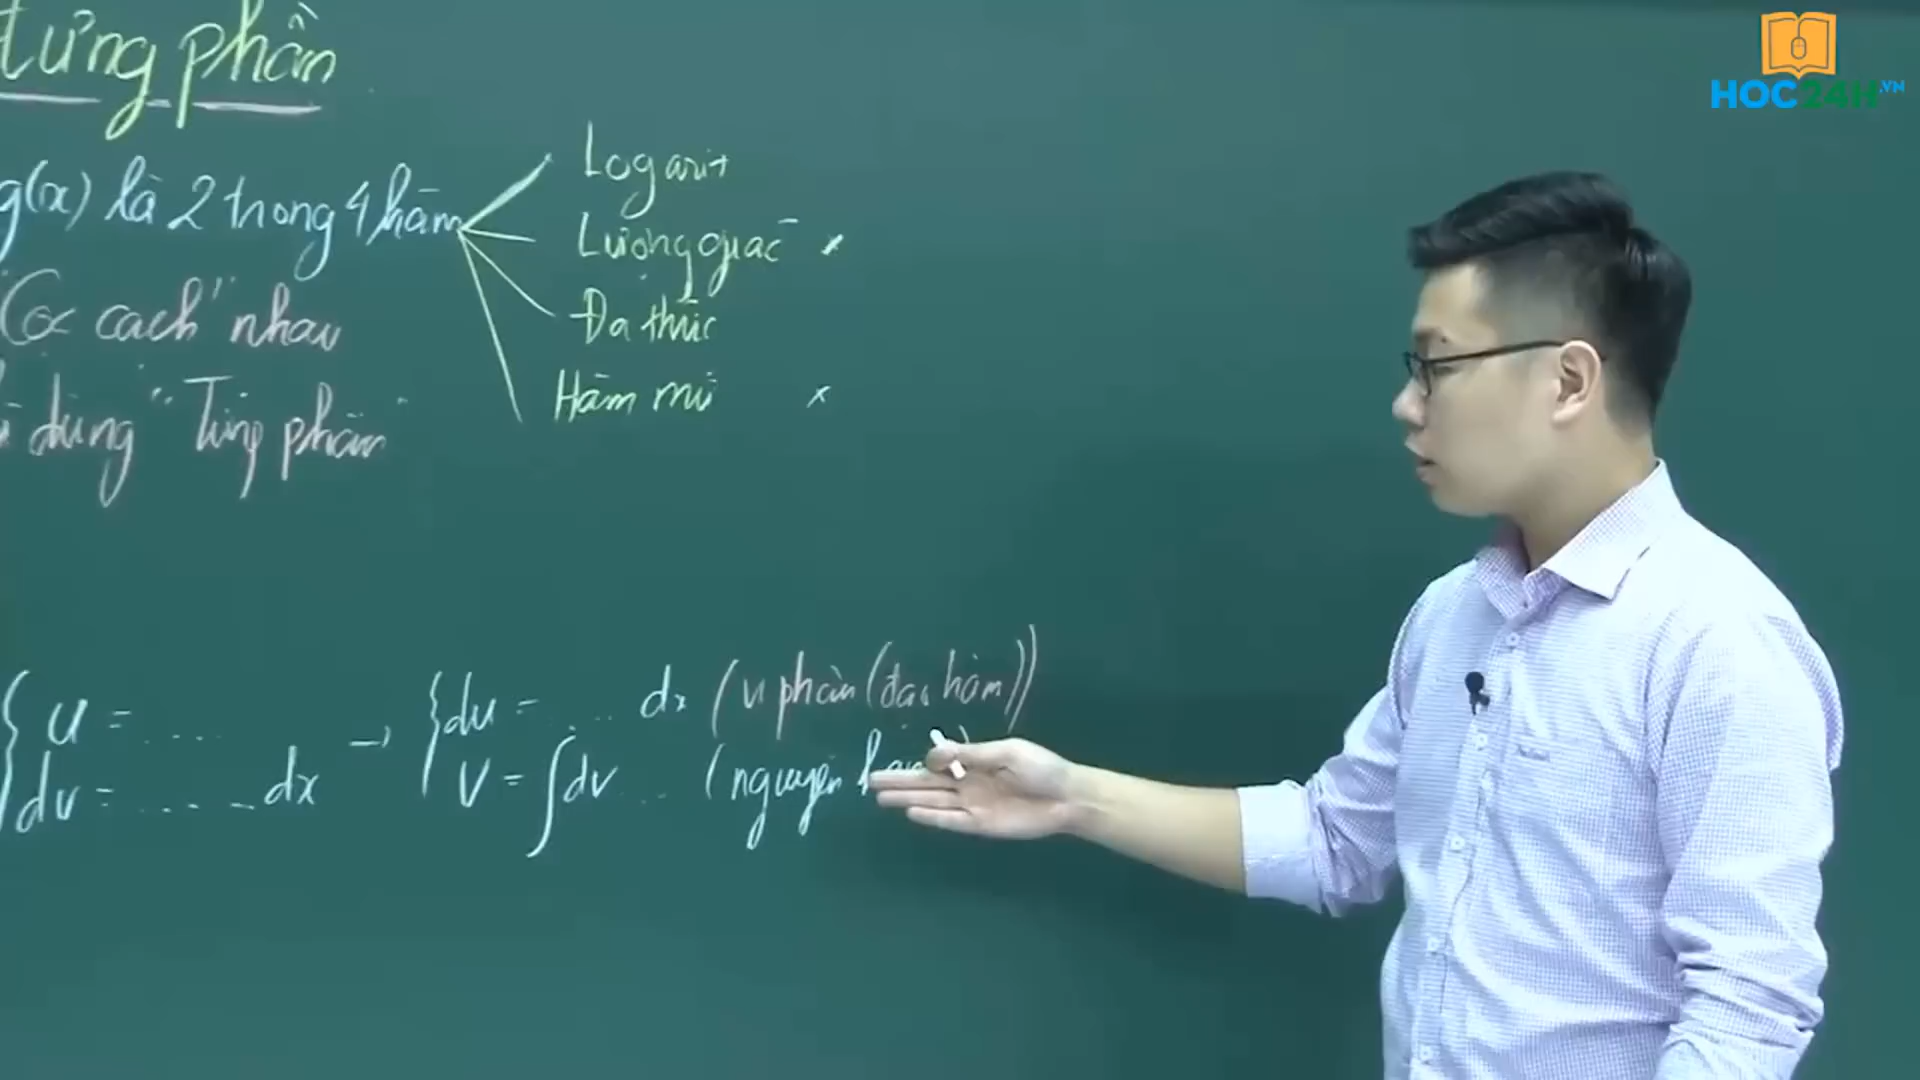 từng phần
g(x) là 2 trong 4 hàm
Logarit
Lượng giác x
Đa thức
Hàm mũ x
cách" nhau
dùng "Từng phần"
{ u = ....
dv = ..... dx
→ { du = ..... dx (vi phân (đạo hàm))
v = ∫dv ... (nguyên hàm)
HOC24H.VN